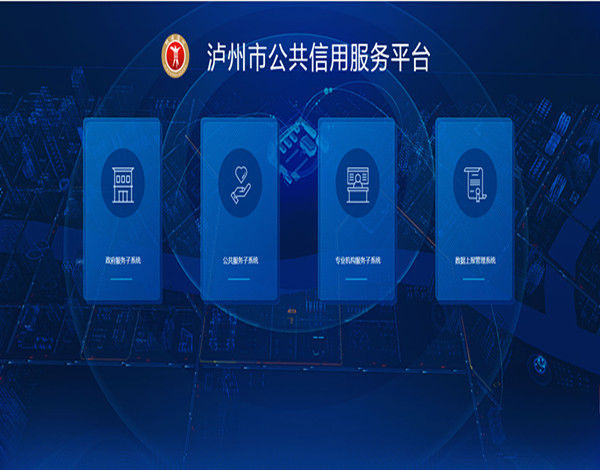 泸州市公共信用服务平台
政府服务子系统
公共服务子系统
专业机构服务子系统
数据上报管理系统